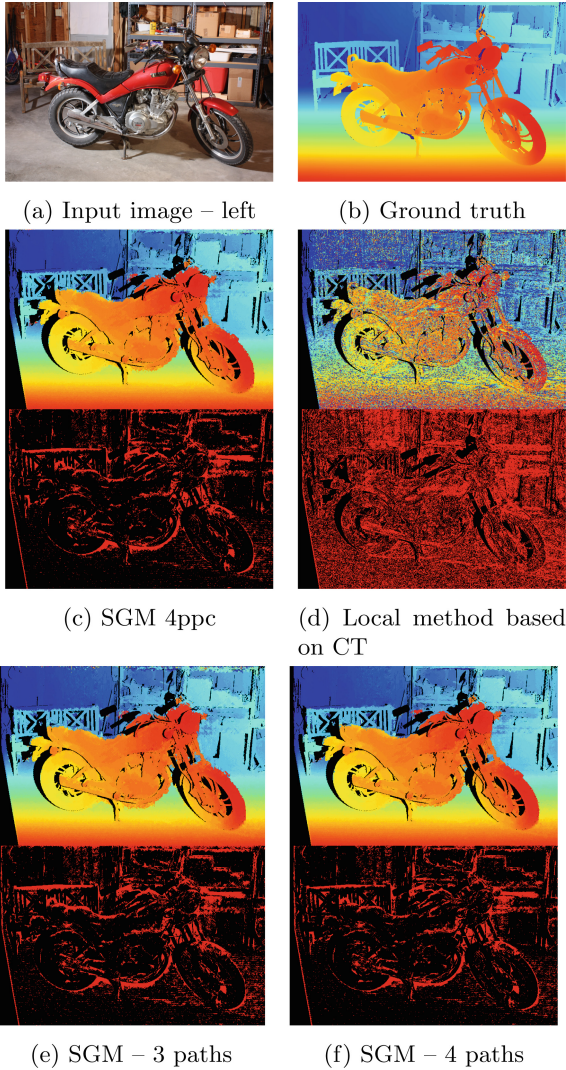 (a) Input image – left
(b) Ground truth
(c) SGM 4ppc
(d) Local method based
on CT
(e) SGM – 3 paths
(f) SGM – 4 paths